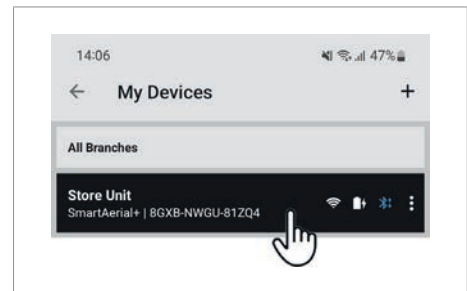 14:06 47%
My Devices
All Branches
Store Unit
SmartAerial+ | 8GXB-NWGU-81ZQ4